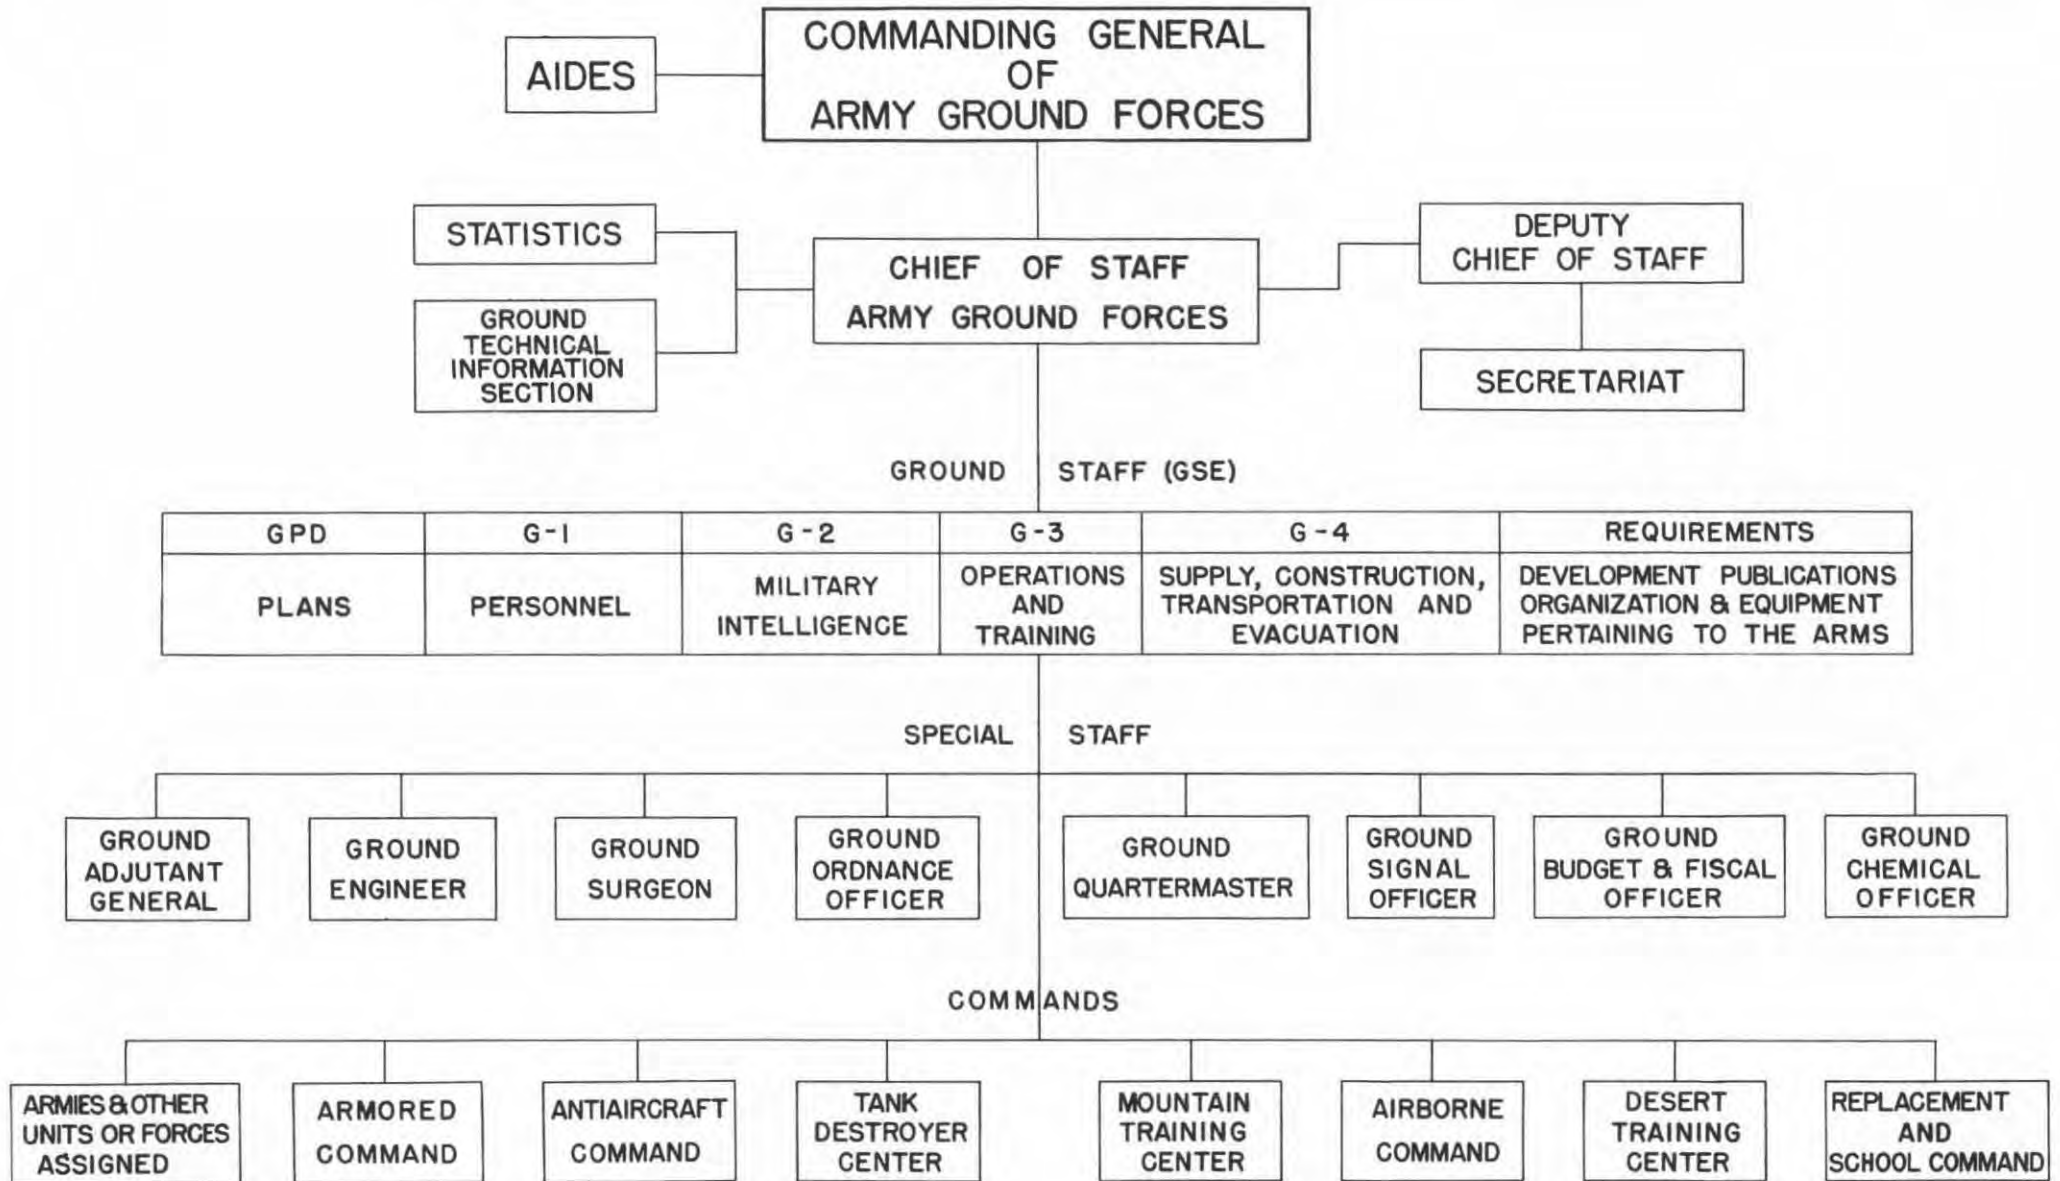 AIDES
COMMANDING GENERAL
OF
ARMY GROUND FORCES
STATISTICS
GROUND
TECHNICAL
INFORMATION
SECTION
CHIEF OF STAFF
ARMY GROUND FORCES
DEPUTY
CHIEF OF STAFF
SECRETARIAT
GROUND STAFF (GSE)
GPD
G-1
G-2
G-3
G-4
REQUIREMENTS
PLANS
PERSONNEL
MILITARY
INTELLIGENCE
OPERATIONS
AND
TRAINING
SUPPLY, CONSTRUCTION,
TRANSPORTATION AND
EVACUATION
DEVELOPMENT PUBLICATIONS
ORGANIZATION & EQUIPMENT
PERTAINING TO THE ARMS
SPECIAL STAFF
GROUND
ADJUTANT
GENERAL
GROUND
ENGINEER
GROUND
SURGEON
GROUND
ORDNANCE
OFFICER
GROUND
QUARTERMASTER
GROUND
SIGNAL
OFFICER
GROUND
BUDGET & FISCAL
OFFICER
GROUND
CHEMICAL
OFFICER
COMMANDS
ARMIES & OTHER
UNITS OR FORCES
ASSIGNED
ARMORED
COMMAND
ANTIAIRCRAFT
COMMAND
TANK
DESTROYER
CENTER
MOUNTAIN
TRAINING
CENTER
AIRBORNE
COMMAND
DESERT
TRAINING
CENTER
REPLACEMENT
AND
SCHOOL COMMAND